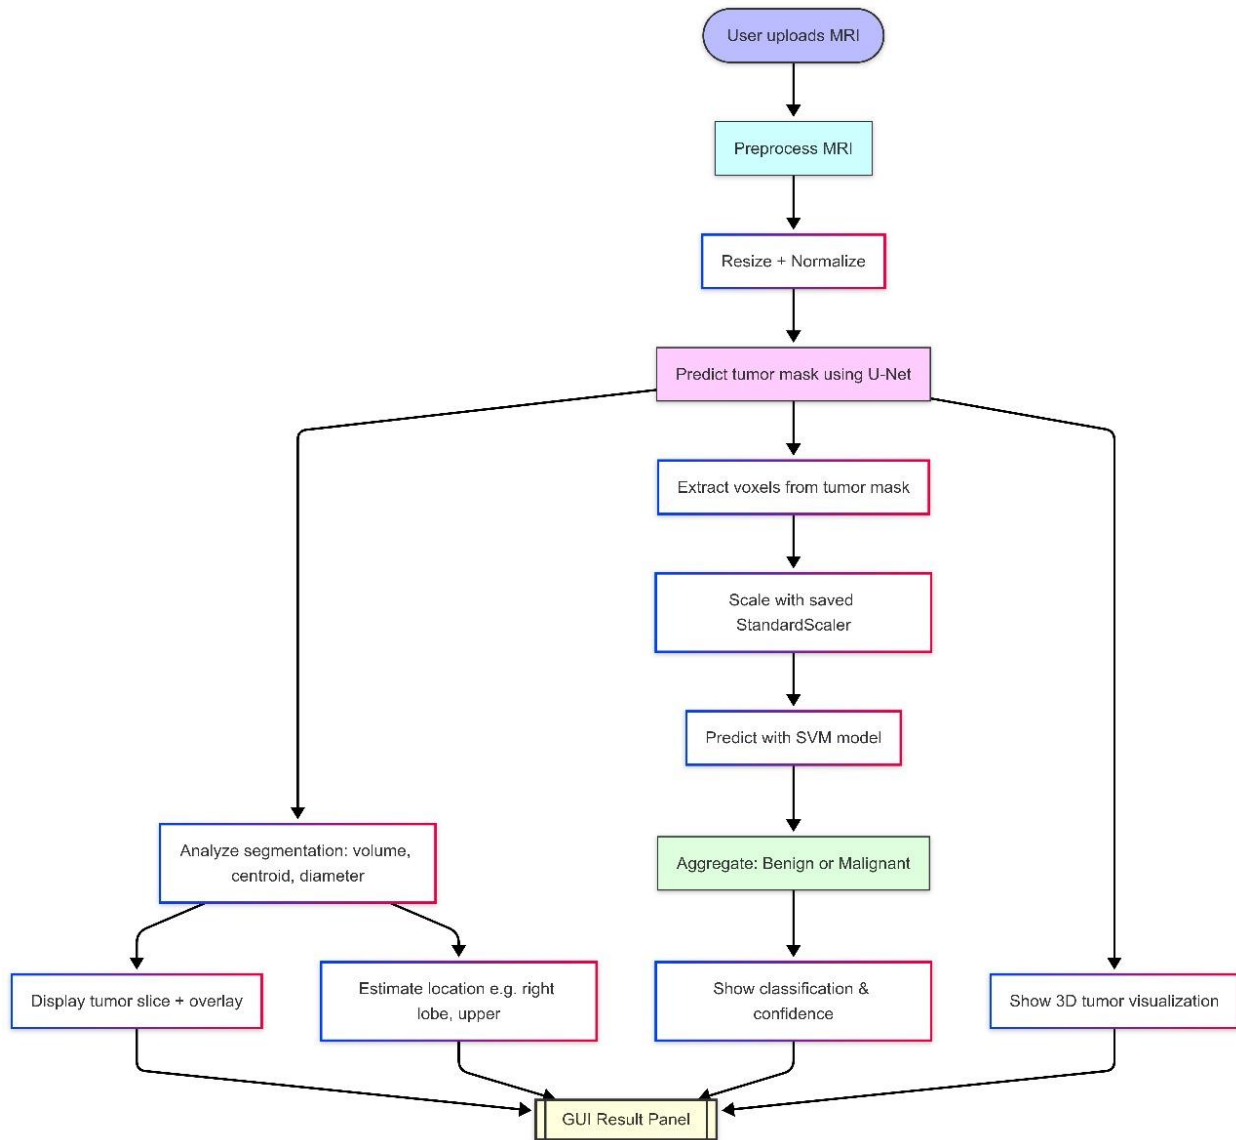 User uploads MRI
Preprocess MRI
Resize + Normalize
Predict tumor mask using U-Net
Extract voxels from tumor mask
Scale with saved
StandardScaler
Predict with SVM model
Analyze segmentation: volume,
centroid, diameter
Aggregate: Benign or Malignant
Display tumor slice + overlay
Estimate location e.g. right
lobe, upper
Show classification &
confidence
Show 3D tumor visualization
GUI Result Panel